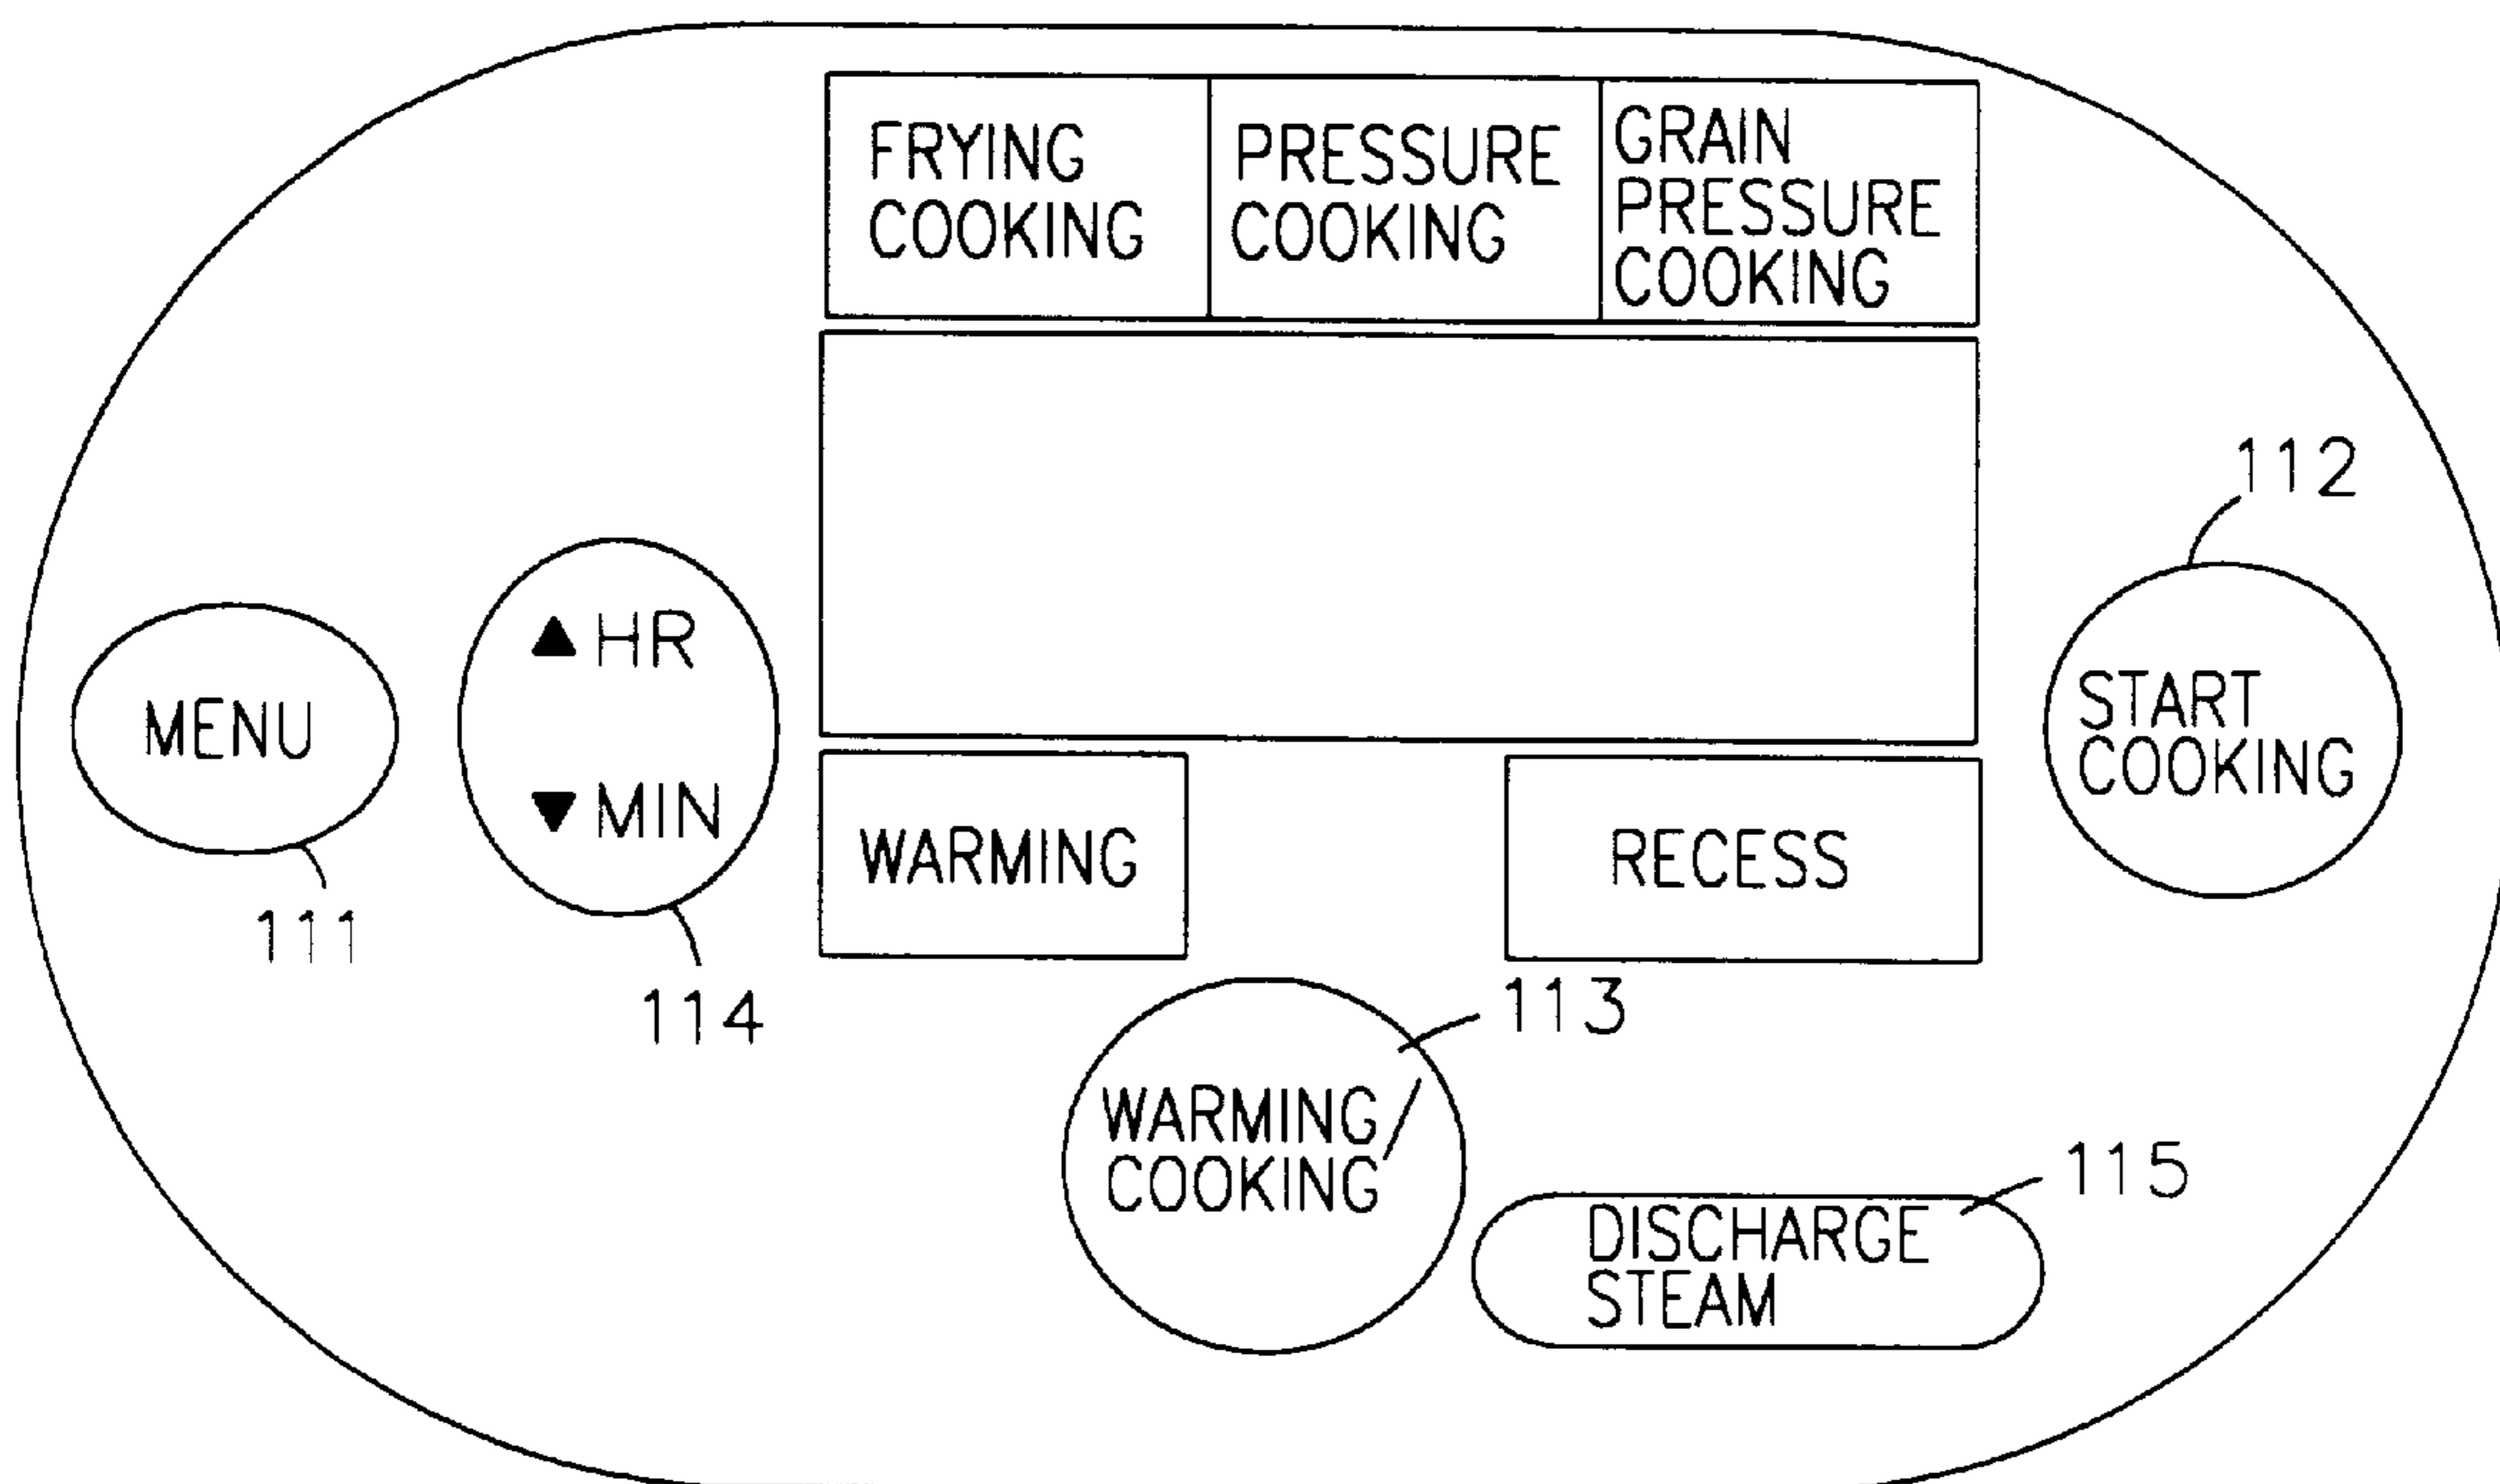 FRYING
COOKING
PRESSURE
COOKING
GRAIN
PRESSURE
COOKING
112
▲ HR
▼ MIN
MENU
START
COOKING
WARMING
RECESS
111
114
113
WARMING
COOKING
115
DISCHARGE
STEAM